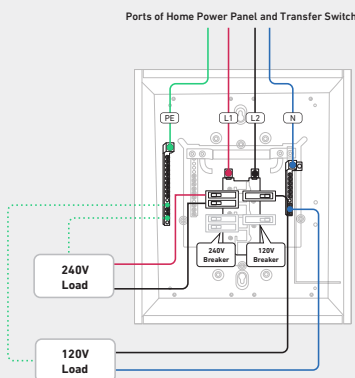 Ports of Home Power Panel and Transfer Switch
PE
L1
L2
N
240V
Breaker
120V
Breaker
240V
Load
120V
Load